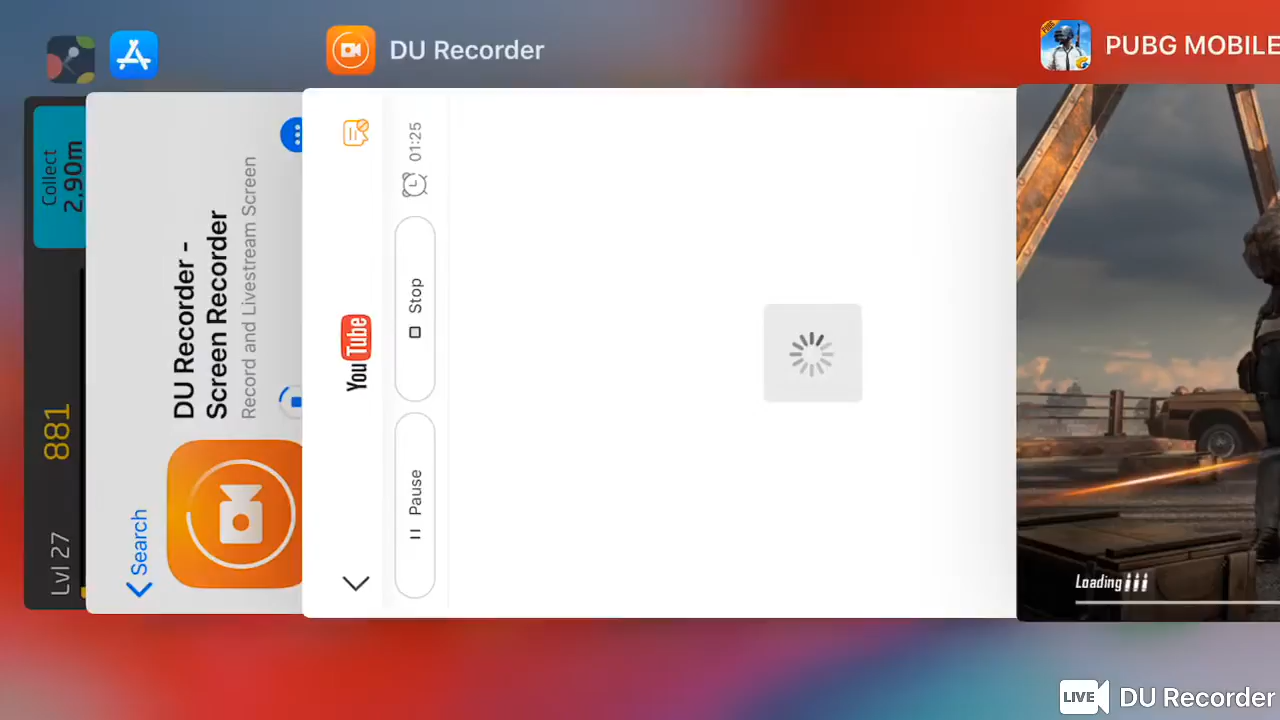 DU Recorder
PUBG MOBILE
Collect
2,90m
881
Lvl 27
DU Recorder -
Screen Recorder
Record and Livestream Screen
Search
01:25
Stop
Pause
YouTube
PUBG
Loading
LIVE DU Recorder